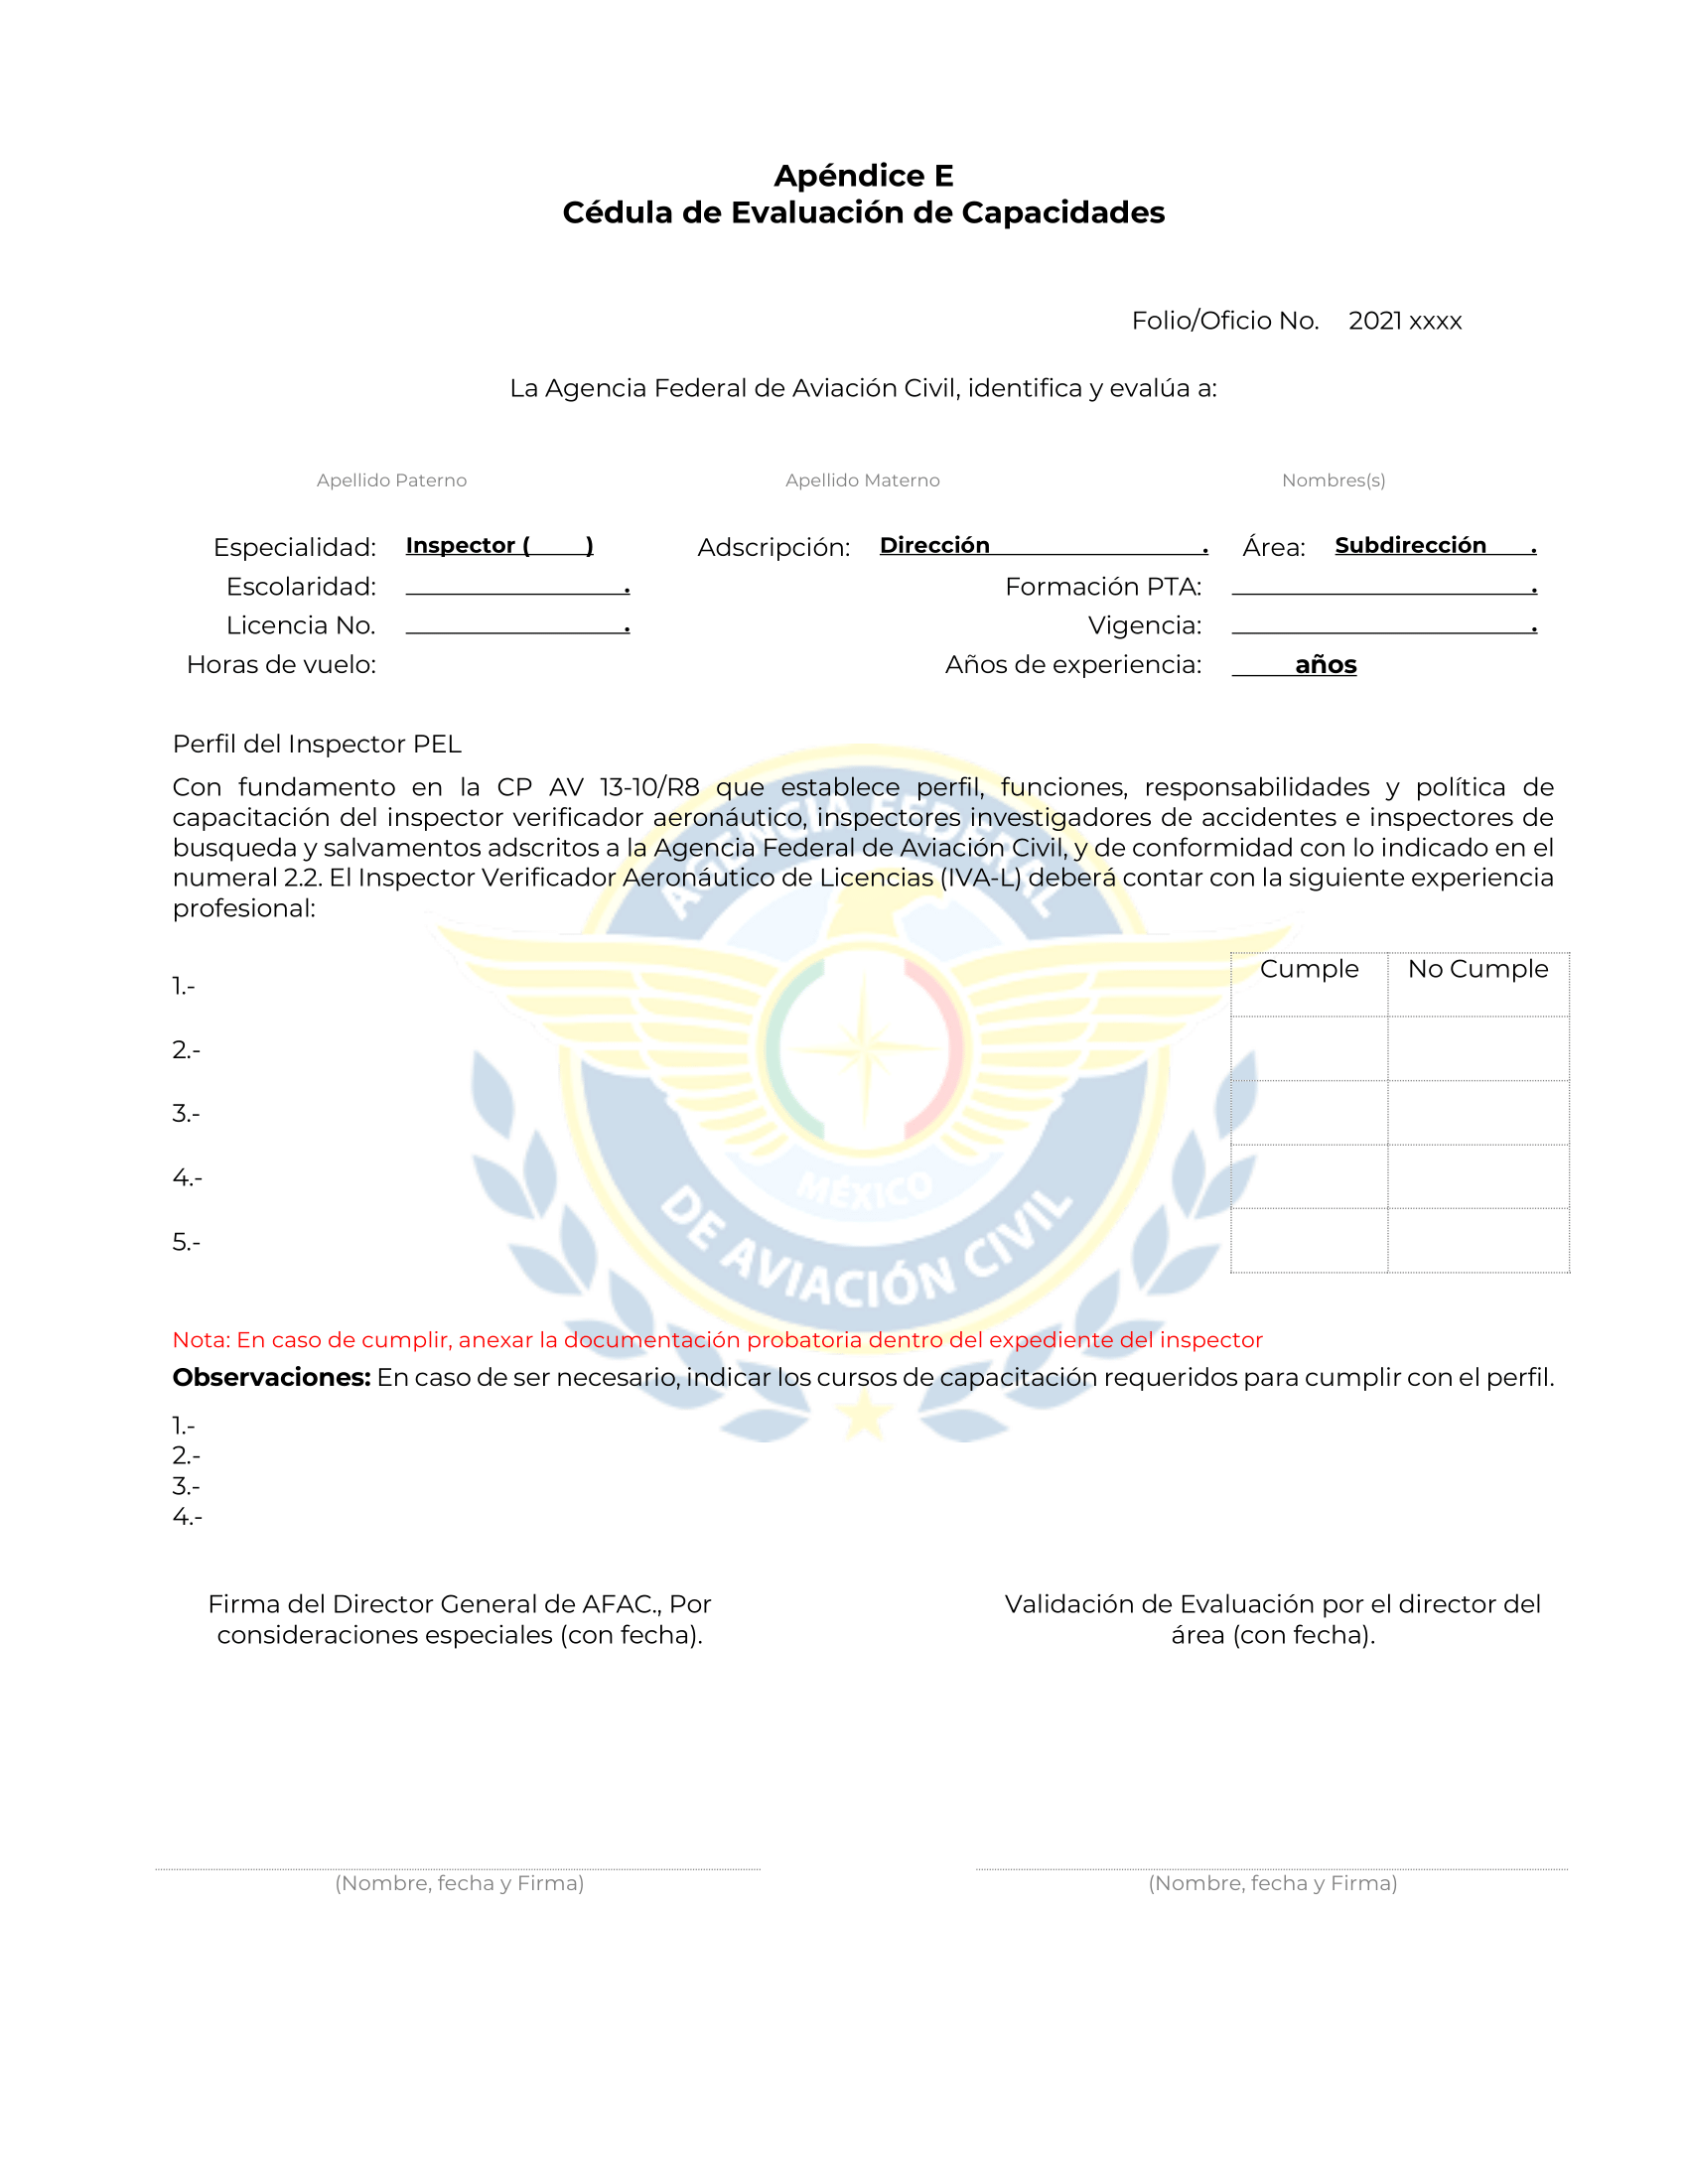 Apéndice E
Cédula de Evaluación de Capacidades
Folio/Oficio No. 2021 xxxx
La Agencia Federal de Aviación Civil, identifica y evalúa a:
Apellido Paterno Apellido Materno Nombres(s)
Especialidad: Inspector ( ) Adscripción: Dirección . Área: Subdirección .
Escolaridad: . Formación PTA: .
Licencia No. . Vigencia: .
Horas de vuelo: Años de experiencia: años
Perfil del Inspector PEL
Con fundamento en la CP AV 13-10/R8 que establece perfil, funciones, responsabilidades y política de
capacitación del inspector verificador aeronáutico, inspectores investigadores de accidentes e inspectores de
busqueda y salvamentos adscritos a la Agencia Federal de Aviación Civil, y de conformidad con lo indicado en el
numeral 2.2. El Inspector Verificador Aeronáutico de Licencias (IVA-L) deberá contar con la siguiente experiencia
profesional:
AGENCIA FEDERAL
MÉXICO
DE AVIACIÓN CIVIL
Cumple No Cumple
1.-
2.-
3.-
4.-
5.-
Nota: En caso de cumplir, anexar la documentación probatoria dentro del expediente del inspector
Observaciones: En caso de ser necesario, indicar los cursos de capacitación requeridos para cumplir con el perfil.
1.-
2.-
3.-
4.-
Firma del Director General de AFAC., Por
consideraciones especiales (con fecha).
Validación de Evaluación por el director del
área (con fecha).
(Nombre, fecha y Firma) (Nombre, fecha y Firma)